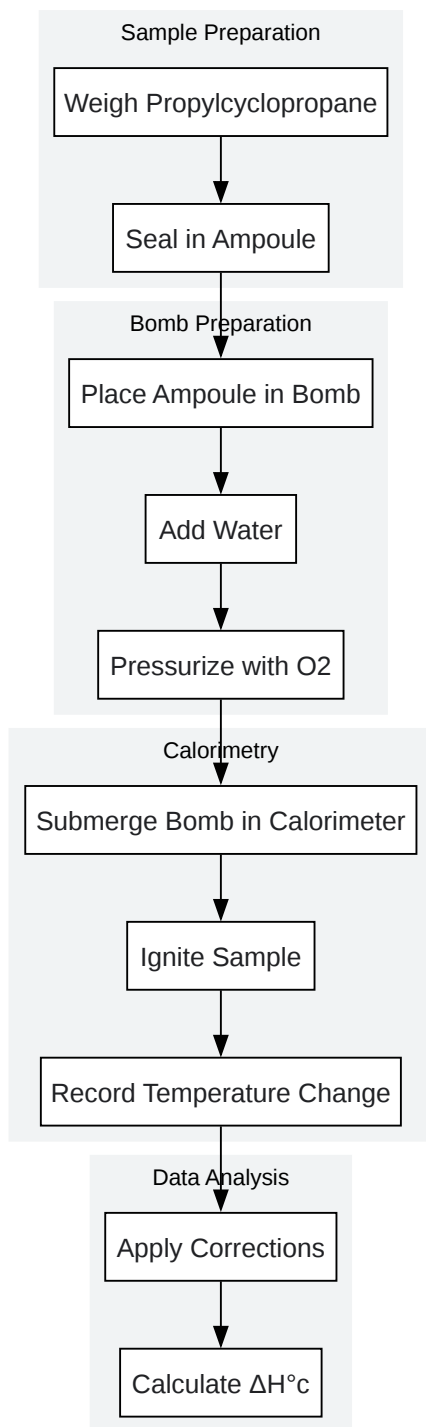 Sample Preparation
Weigh Propylcyclopropane
Seal in Ampoule
Bomb Preparation
Place Ampoule in Bomb
Add Water
Pressurize with O2
Calorimetry
Submerge Bomb in Calorimeter
Ignite Sample
Record Temperature Change
Data Analysis
Apply Corrections
Calculate ΔH°c